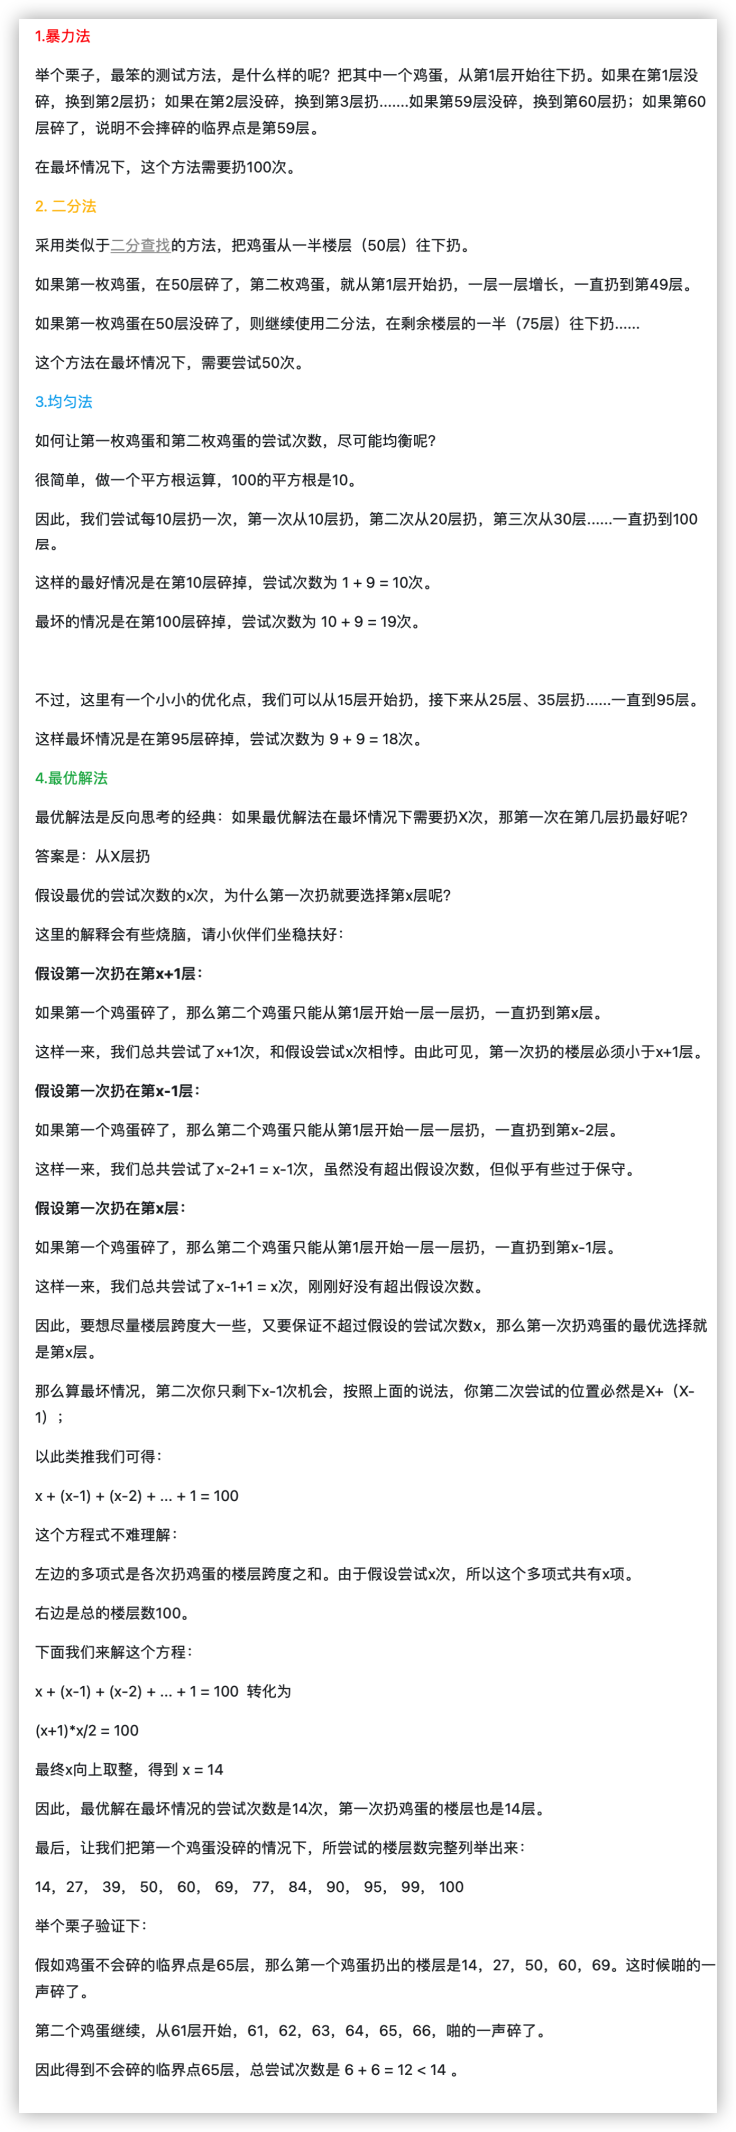 1.暴力法
举个栗子，最笨的测试方法，是什么样的呢？把其中一个鸡蛋，从第1层开始往下扔。如果在第1层没
碎，换到第2层扔；如果在第2层没碎，换到第3层扔.......如果第59层没碎，换到第60层扔；如果第60
层碎了，说明不会摔碎的临界点是第59层。
在最坏情况下，这个方法需要扔100次。
2. 二分法
采用类似于二分查找的方法，把鸡蛋从一半楼层（50层）往下扔。
如果第一枚鸡蛋，在50层碎了，第二枚鸡蛋，就从第1层开始扔，一层一层增长，一直扔到第49层。
如果第一枚鸡蛋在50层没碎了，则继续使用二分法，在剩余楼层的一半（75层）往下扔......
这个方法在最坏情况下，需要尝试50次。
3.均匀法
如何让第一枚鸡蛋和第二枚鸡蛋的尝试次数，尽可能均衡呢？
很简单，做一个平方根运算，100的平方根是10。
因此，我们尝试每10层扔一次，第一次从10层扔，第二次从20层扔，第三次从30层......一直扔到100
层。
这样的最好情况是在第10层碎掉，尝试次数为 1 + 9 = 10次。
最坏的情况是在第100层碎掉，尝试次数为 10 + 9 = 19次。
不过，这里有一个小小的优化点，我们可以从15层开始扔，接下来从25层、35层扔......一直到95层。
这样最坏情况是在第95层碎掉，尝试次数为 9 + 9 = 18次。
4.最优解法
最优解法是反向思考的经典：如果最优解法在最坏情况下需要扔X次，那第一次在第几层扔最好呢？
答案是：从X层扔
假设最优的尝试次数的x次，为什么第一次扔就要选择第x层呢？
这里的解释会有些烧脑，请小伙伴们坐稳扶好：
假设第一次扔在第x+1层：
如果第一个鸡蛋碎了，那么第二个鸡蛋只能从第1层开始一层一层扔，一直扔到第x层。
这样一来，我们总共尝试了x+1次，和假设尝试x次相悖。由此可见，第一次扔的楼层必须小于x+1层。
假设第一次扔在第x-1层：
如果第一个鸡蛋碎了，那么第二个鸡蛋只能从第1层开始一层一层扔，一直扔到第x-2层。
这样一来，我们总共尝试了x-2+1 = x-1次，虽然没有超出假设次数，但似乎有些过于保守。
假设第一次扔在第x层：
如果第一个鸡蛋碎了，那么第二个鸡蛋只能从第1层开始一层一层扔，一直扔到第x-1层。
这样一来，我们总共尝试了x-1+1 = x次，刚刚好没有超出假设次数。
因此，要想尽量楼层跨度大一些，又要保证不超过假设的尝试次数x，那么第一次扔鸡蛋的最优选择就
是第x层。
那么算最坏情况，第二次你只剩下x-1次机会，按照上面的说法，你第二次尝试的位置必然是X+（X-
1）；
以此类推我们可得：
x + (x-1) + (x-2) + ... + 1 = 100
这个方程式不难理解：
左边的多项式是各次扔鸡蛋的楼层跨度之和。由于假设尝试x次，所以这个多项式共有x项。
右边是总的楼层数100。
下面我们来解这个方程：
x + (x-1) + (x-2) + ... + 1 = 100  转化为
(x+1)*x/2 = 100
最终x向上取整，得到 x = 14
因此，最优解在最坏情况的尝试次数是14次，第一次扔鸡蛋的楼层也是14层。
最后，让我们把第一个鸡蛋没碎的情况下，所尝试的楼层数完整列举出来：
14，27， 39， 50， 60， 69， 77， 84， 90， 95， 99， 100
举个栗子验证下：
假如鸡蛋不会碎的临界点是65层，那么第一个鸡蛋扔出的楼层是14，27，50，60，69。这时候啪的一
声碎了。
第二个鸡蛋继续，从61层开始，61，62，63，64，65，66，啪的一声碎了。
因此得到不会碎的临界点65层，总尝试次数是 6 + 6 = 12 < 14 。